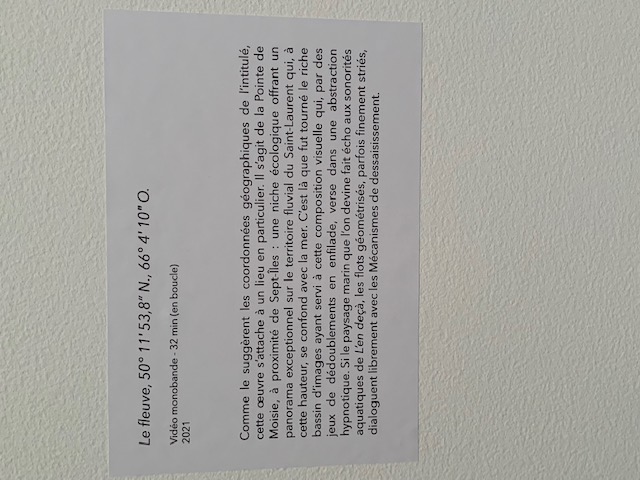 Le fleuve, 50° 11'53,8" N., 66° 4'10" O.
Vidéo monobande - 32 min (en boucle)
2021
Comme le suggèrent les coordonnées géographiques de l'intitulé,
cette œuvre s'attache à un lieu en particulier. Il s'agit de la Pointe de
Moisie, à proximité de Sept-Îles : une niche écologique offrant un
panorama exceptionnel sur le territoire fluvial du Saint-Laurent qui, à
cette hauteur, se confond avec la mer. C'est là que fut tourné le riche
bassin d'images ayant servi à cette composition visuelle qui, par des
jeux de dédoublements en enfilade, verse dans une abstraction
hypnotique. Si le paysage marin que l'on devine fait écho aux sonorités
aquatiques de L'en deçà, les flots géométrisés, parfois finement striés,
dialoguent librement avec les Mécanismes de dessaisissement.